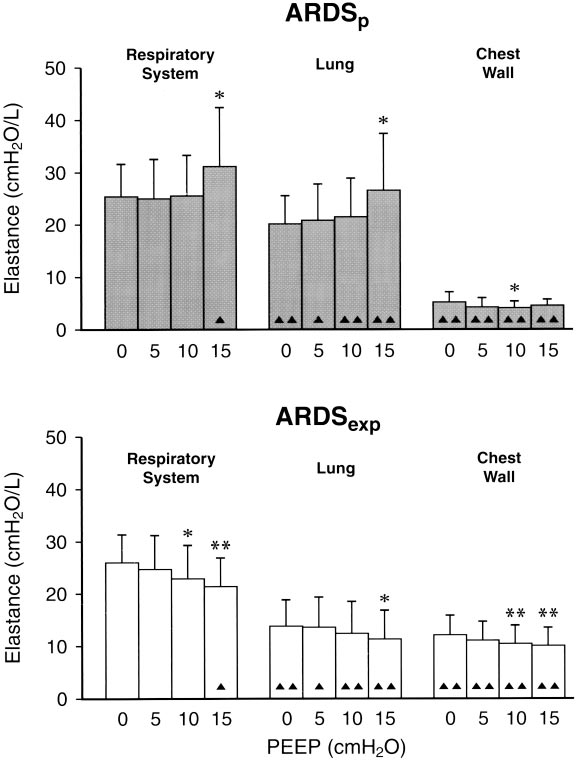 ARDSp
Respiratory
System
Lung
Chest
Wall
Elastance (cmH2O/L)
50
40
30
20
10
0
*
*
*
▲ ▲▲ ▲ ▲▲ ▲▲ ▲▲ ▲▲ ▲▲ ▲▲
0 5 10 15 0 5 10 15 0 5 10 15
ARDSexp
Respiratory
System
Lung
Chest
Wall
Elastance (cmH2O/L)
50
40
30
20
10
0
* **
*
** **
▲ ▲▲ ▲ ▲▲ ▲▲ ▲▲ ▲▲ ▲▲ ▲▲
0 5 10 15 0 5 10 15 0 5 10 15
PEEP (cmH2O)